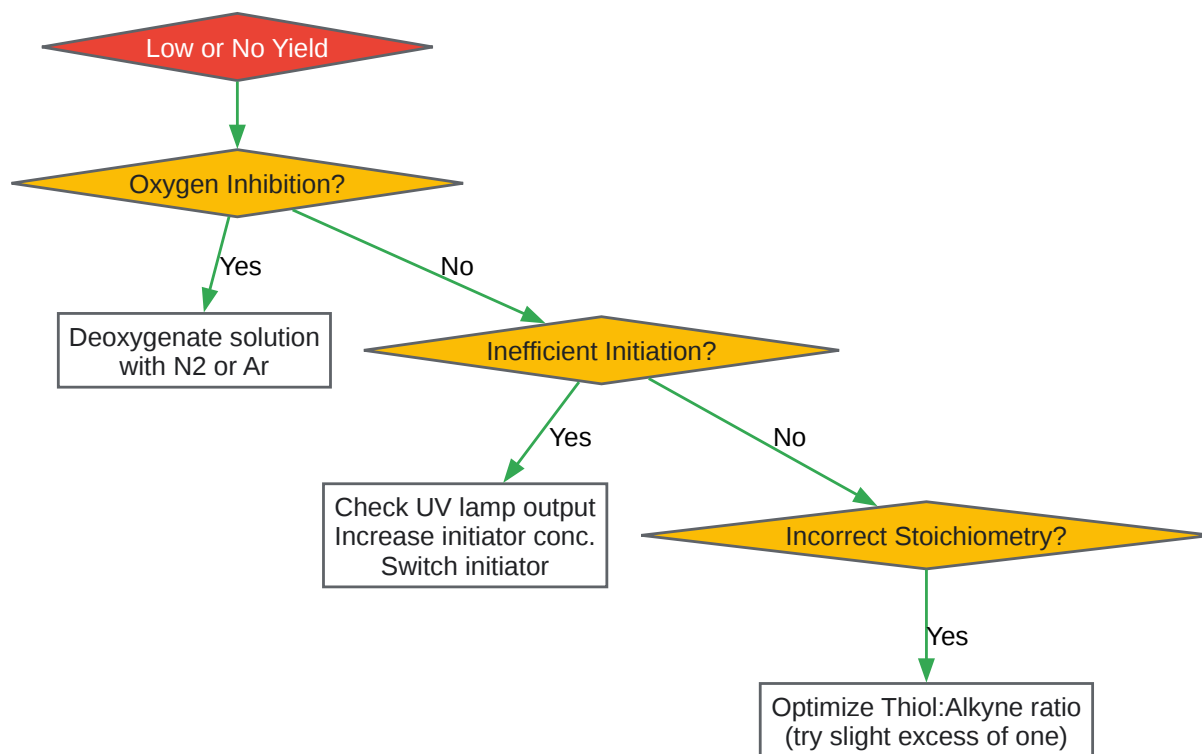 Low or No Yield
Oxygen Inhibition?
Yes
No
Deoxygenate solution
with N2 or Ar
Inefficient Initiation?
Yes
No
Check UV lamp output
Increase initiator conc.
Switch initiator
Incorrect Stoichiometry?
Yes
Optimize Thiol:Alkyne ratio
(try slight excess of one)